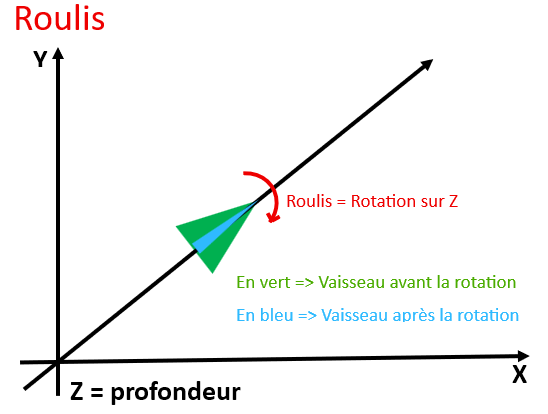 Roulis
Y
Roulis = Rotation sur Z
En vert => Vaisseau avant la rotation
En bleu => Vaisseau après la rotation
X
Z = profondeur